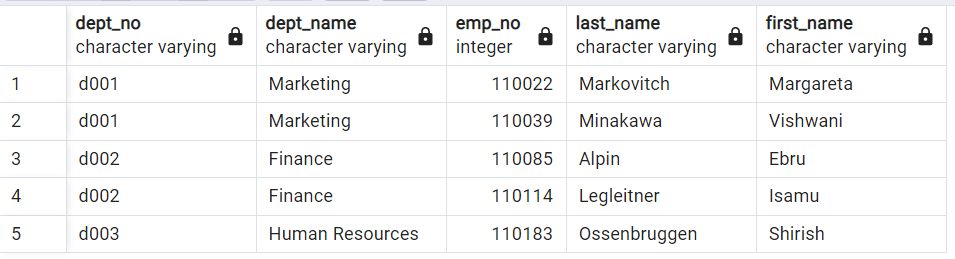 dept_no dept_name emp_no last_name first_name
character varying character varying integer character varying character varying
1 d001 Marketing 110022 Markovitch Margareta
2 d001 Marketing 110039 Minakawa Vishwani
3 d002 Finance 110085 Alpin Ebru
4 d002 Finance 110114 Legleitner Isamu
5 d003 Human Resources 110183 Ossenbruggen Shirish